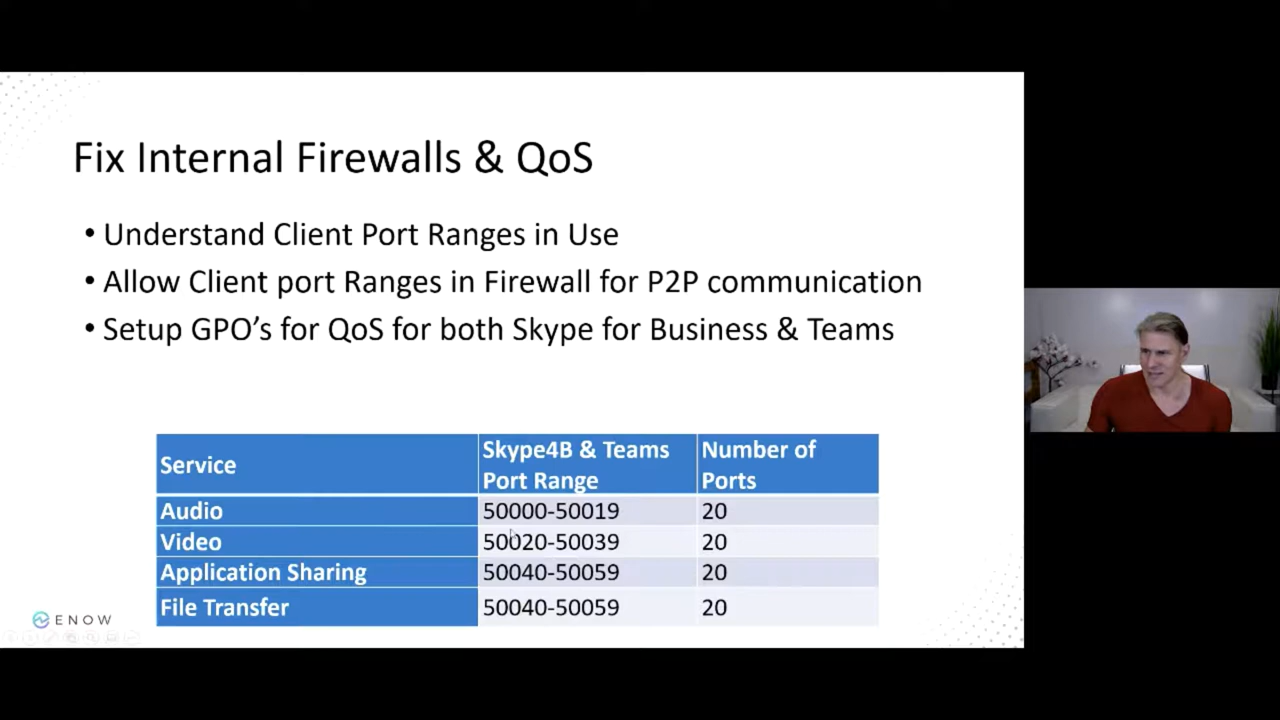 Fix Internal Firewalls & QoS
• Understand Client Port Ranges in Use
• Allow Client port Ranges in Firewall for P2P communication
• Setup GPO’s for QoS for both Skype for Business & Teams
Service Skype4B & Teams Port Range Number of Ports
Audio 50000-50019 20
Video 50020-50039 20
Application Sharing 50040-50059 20
File Transfer 50040-50059 20
ENOW